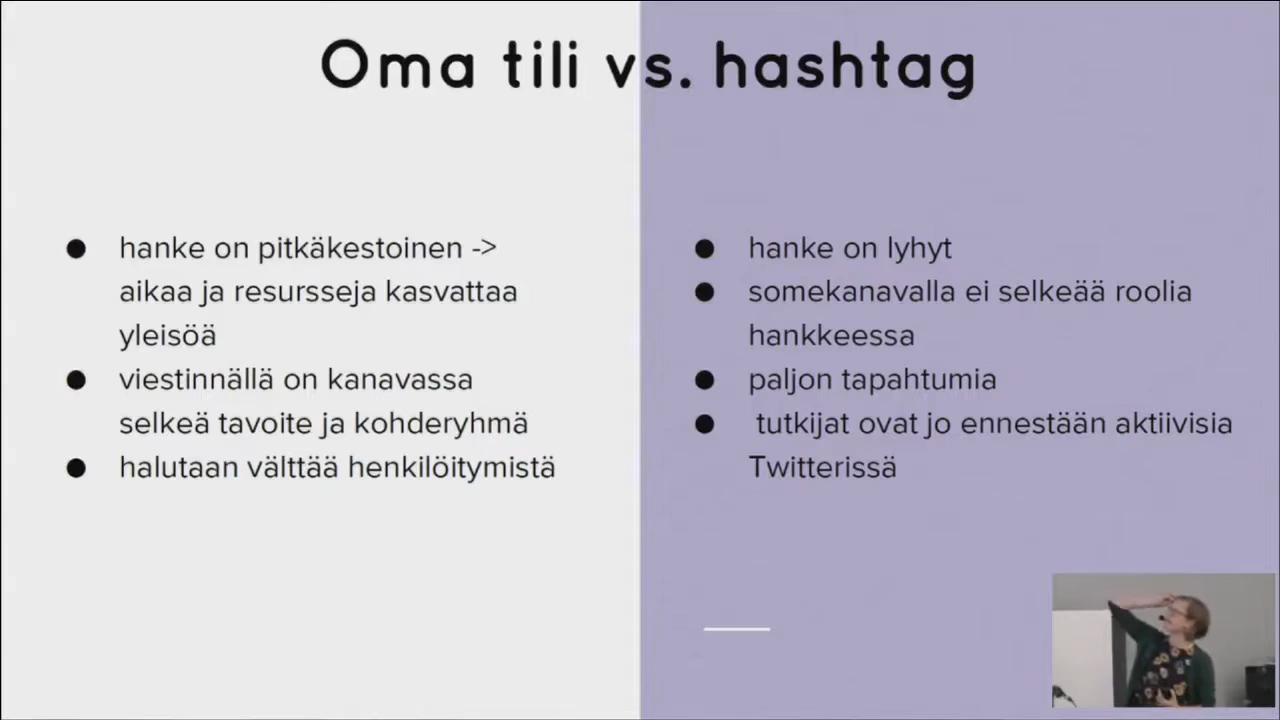 Oma tili vs. hashtag
hanke on pitkäkestoinen ->
aikaa ja resursseja kasvattaa
yleisöä
viestinnällä on kanavassa
selkeä tavoite ja kohderyhmä
halutaan välttää henkilöitymistä
hanke on lyhyt
somekanavalla ei selkeää roolia
hankkeessa
paljon tapahtumia
tutkijat ovat jo ennestään aktiivisia
Twitterissä